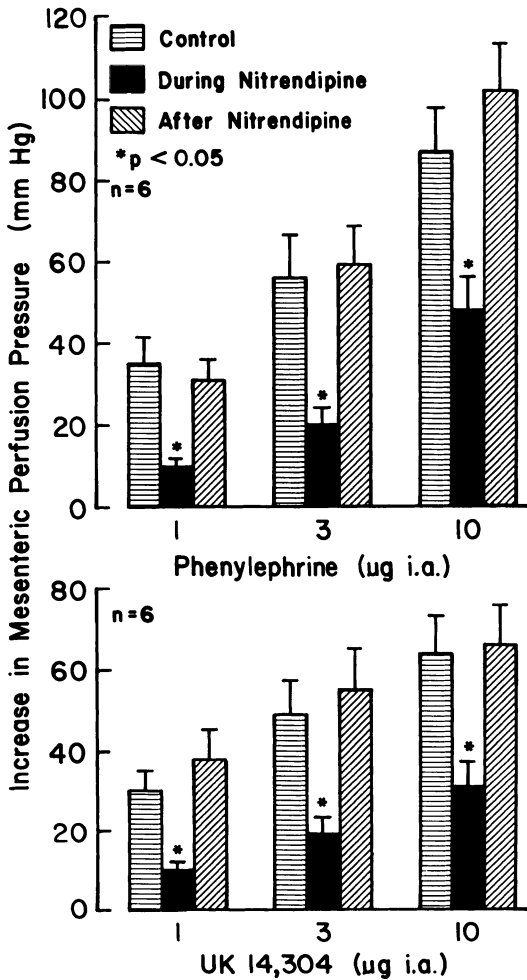 Increase in Mesenteric Perfusion Pressure (mm Hg)
120
100
80
60
40
20
0
Control
During Nitrendipine
After Nitrendipine
*p < 0.05
n=6
*
*
*
1 3 10
Phenylephrine (µg i.a.)
80
60
40
20
0
n=6
*
*
*
1 3 10
UK 14,304 (µg i.a.)